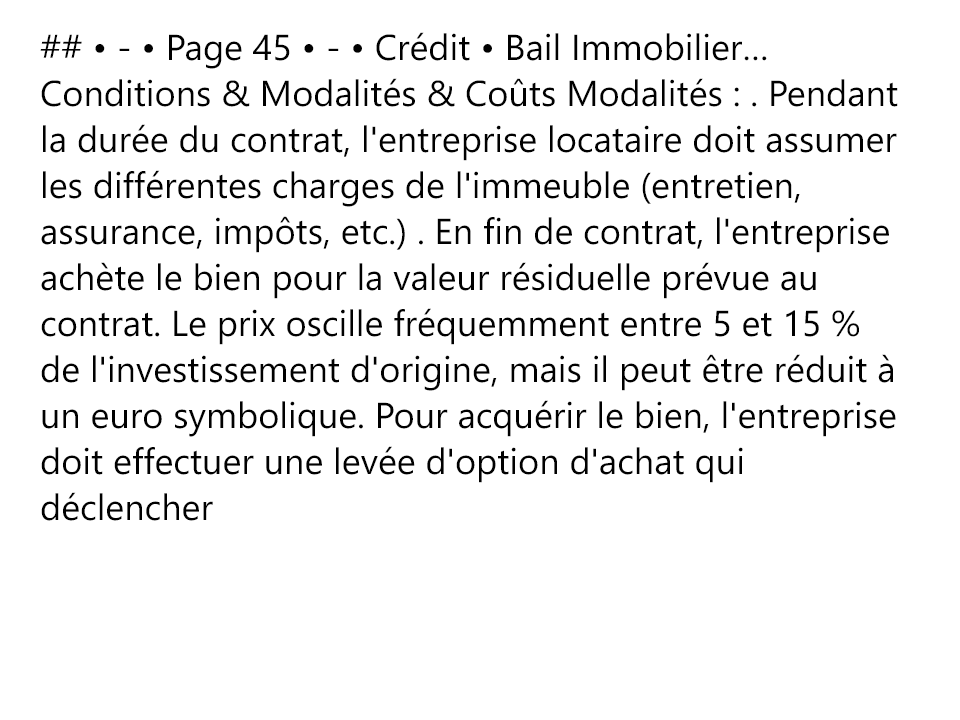 ## • - • Page 45 • - • Crédit • Bail Immobilier...
Conditions & Modalités & Coûts Modalités : . Pendant
la durée du contrat, l'entreprise locataire doit assumer
les différentes charges de l'immeuble (entretien,
assurance, impôts, etc.) . En fin de contrat, l'entreprise
achète le bien pour la valeur résiduelle prévue au
contrat. Le prix oscille fréquemment entre 5 et 15 %
de l'investissement d'origine, mais il peut être réduit à
un euro symbolique. Pour acquérir le bien, l'entreprise
doit effectuer une levée d'option d'achat qui
déclencher